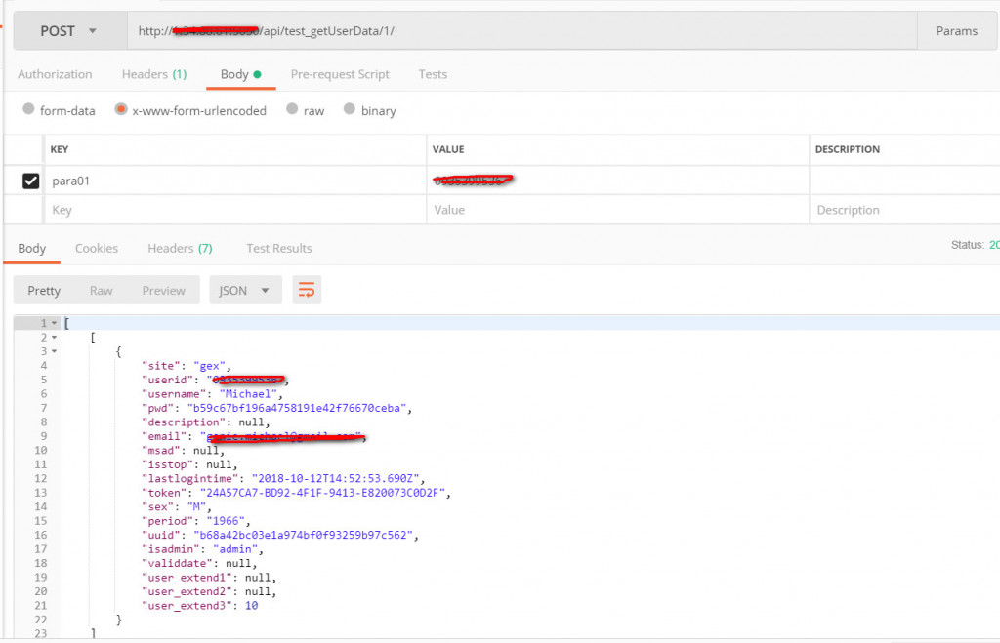 POST
http:// /api/test_getUserData/1/
Params
Authorization
Headers (1)
Body
Pre-request Script
Tests
form-data
x-www-form-urlencoded
raw
binary
KEY
VALUE
DESCRIPTION
para01
Key
Value
Description
Body
Cookies
Headers (7)
Test Results
Status: 20
Pretty
Raw
Preview
JSON
1 [
2 [
3 {
4 "site": "gex",
5 "userid": " ,
6 "username": "Michael",
7 "pwd": "b59c67bf196a4758191e42f76670ceba",
8 "description": null,
9 "email": " ,
10 "msad": null,
11 "isstop": null,
12 "lastlogintime": "2018-10-12T14:52:53.690Z",
13 "token": "24A57CA7-BD92-4F1F-9413-E820073C0D2F",
14 "sex": "M",
15 "period": "1966",
16 "uuid": "b68a42bc03e1a974bf0f93259b97c562",
17 "isadmin": "admin",
18 "validdate": null,
19 "user_extend1": null,
20 "user_extend2": null,
21 "user_extend3": 10
22 }
23 ]